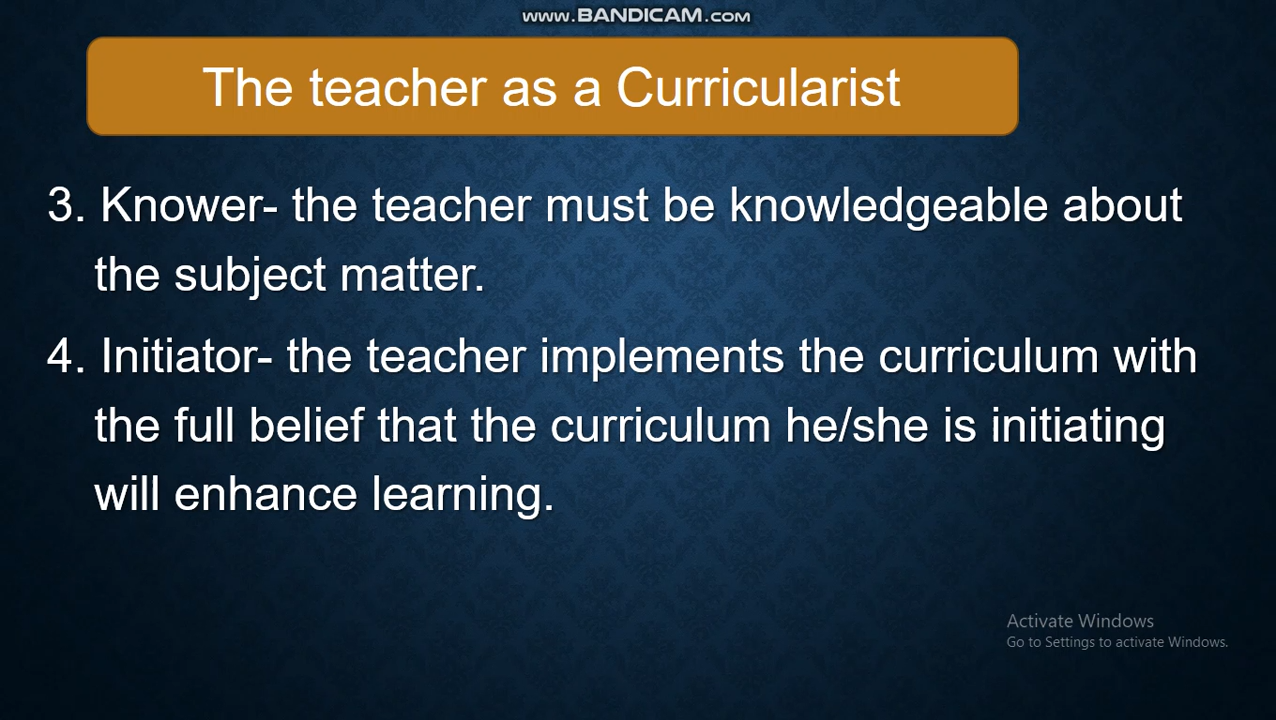 www.BANDICAM.com
The teacher as a Curricularist
3. Knower- the teacher must be knowledgeable about
the subject matter.
4. Initiator- the teacher implements the curriculum with
the full belief that the curriculum he/she is initiating
will enhance learning.
Activate Windows
Go to Settings to activate Windows.